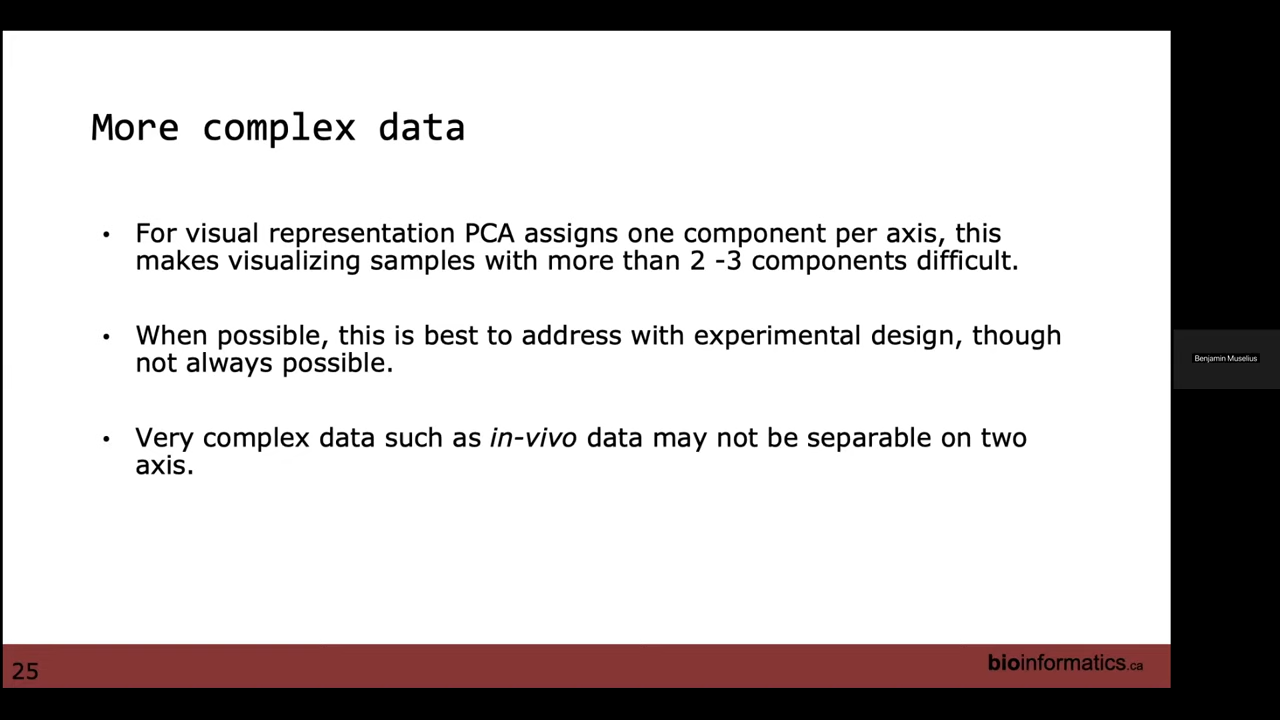 More complex data
• For visual representation PCA assigns one component per axis, this
makes visualizing samples with more than 2 -3 components difficult.
• When possible, this is best to address with experimental design, though
not always possible.
Benjamin Muselius
• Very complex data such as in-vivo data may not be separable on two
axis.
25
bioinformatics.ca